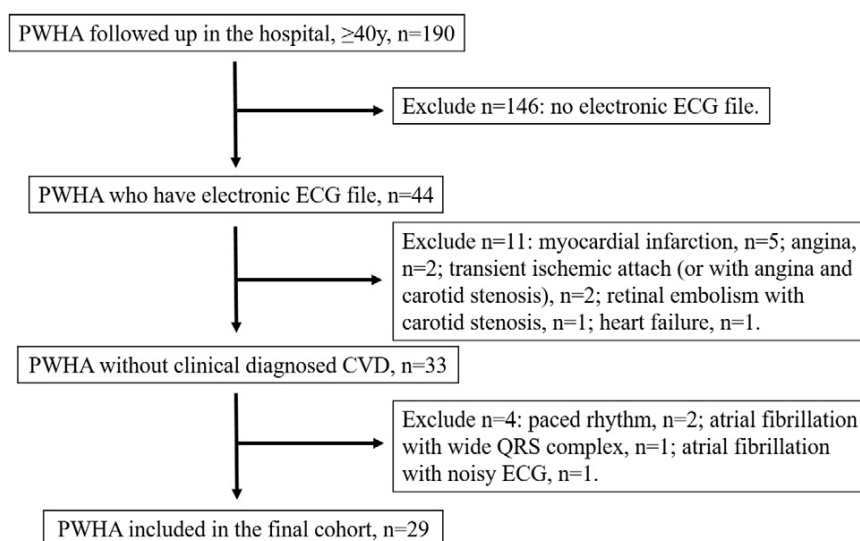 PWHA followed up in the hospital, ≥40y, n=190
Exclude n=146: no electronic ECG file.
PWHA who have electronic ECG file, n=44
Exclude n=11: myocardial infarction, n=5; angina,
n=2; transient ischemic attach (or with angina and
carotid stenosis), n=2; retinal embolism with
carotid stenosis, n=1; heart failure, n=1.
PWHA without clinical diagnosed CVD, n=33
Exclude n=4: paced rhythm, n=2; atrial fibrillation
with wide QRS complex, n=1; atrial fibrillation
with noisy ECG, n=1.
PWHA included in the final cohort, n=29